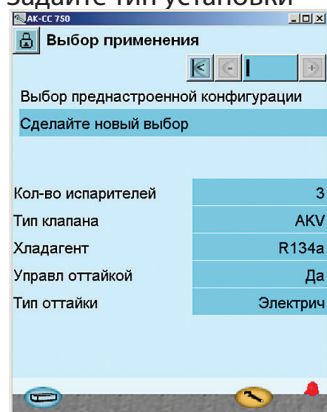 Задайте тип установки
AK-CC 750
Выбор применения
Выбор преднастроенной конфигурации
Сделайте новый выбор
Кол-во испарителей 3
Тип клапана AKV
Хладагент R134a
Управл оттайкой Да
Тип оттайки Электрич